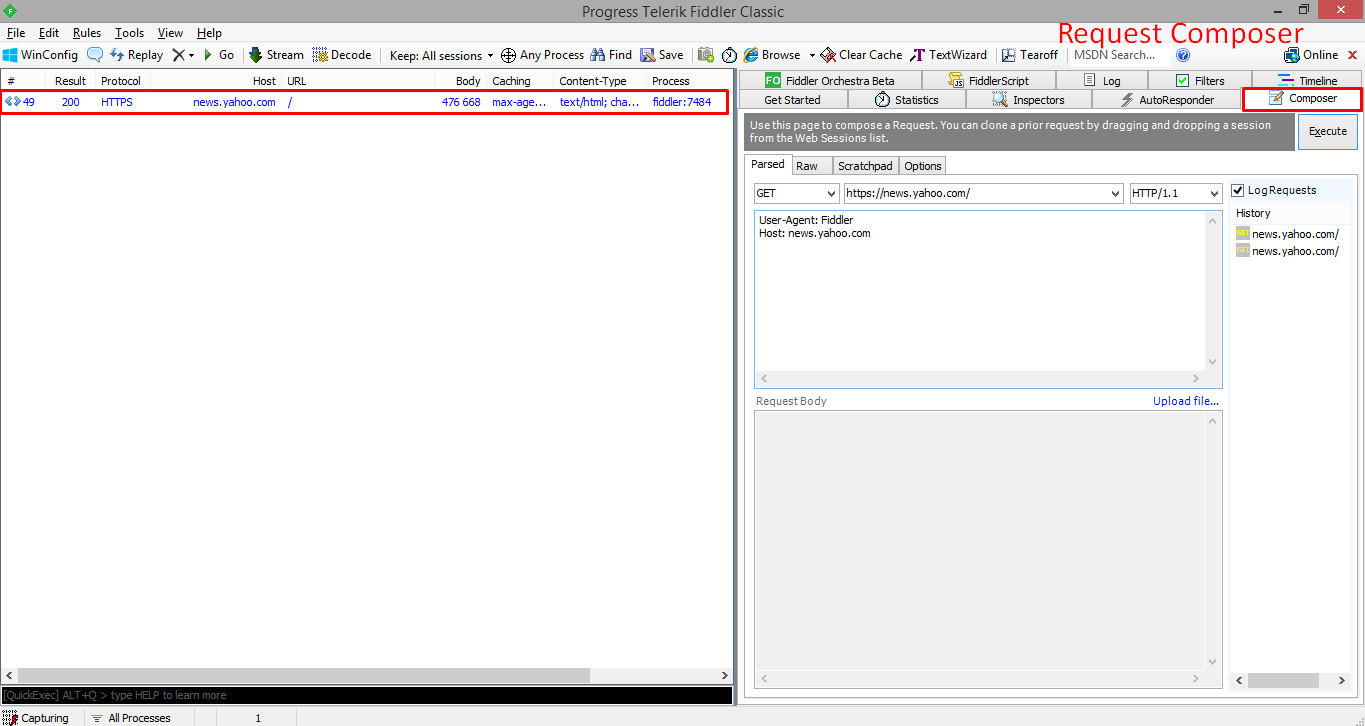 Progress Telerik Fiddler Classic
File Edit Rules Tools View Help
Request Composer
WinConfig Replay Go Stream Decode Keep: All sessions Any Process Find Save Browse Clear Cache TextWizard Tearoff MSDN Search... Online
# Result Protocol Host URL Body Caching Content-Type Process
49 200 HTTPS news.yahoo.com / 476 668 max-age... text/html; cha... fiddler:7484
FO Fiddler Orchestra Beta FiddlerScript Log Filters Timeline
Get Started Statistics Inspectors AutoResponder Composer
Use this page to compose a Request. You can clone a prior request by dragging and dropping a session
from the Web Sessions list.
Execute
Parsed Raw Scratchpad Options
GET https://news.yahoo.com/ HTTP/1.1
User-Agent: Fiddler
Host: news.yahoo.com
Request Body Upload file...
Log Requests
History
news.yahoo.com/
news.yahoo.com/
[QuickExec] ALT+Q > type HELP to learn more
Capturing All Processes 1